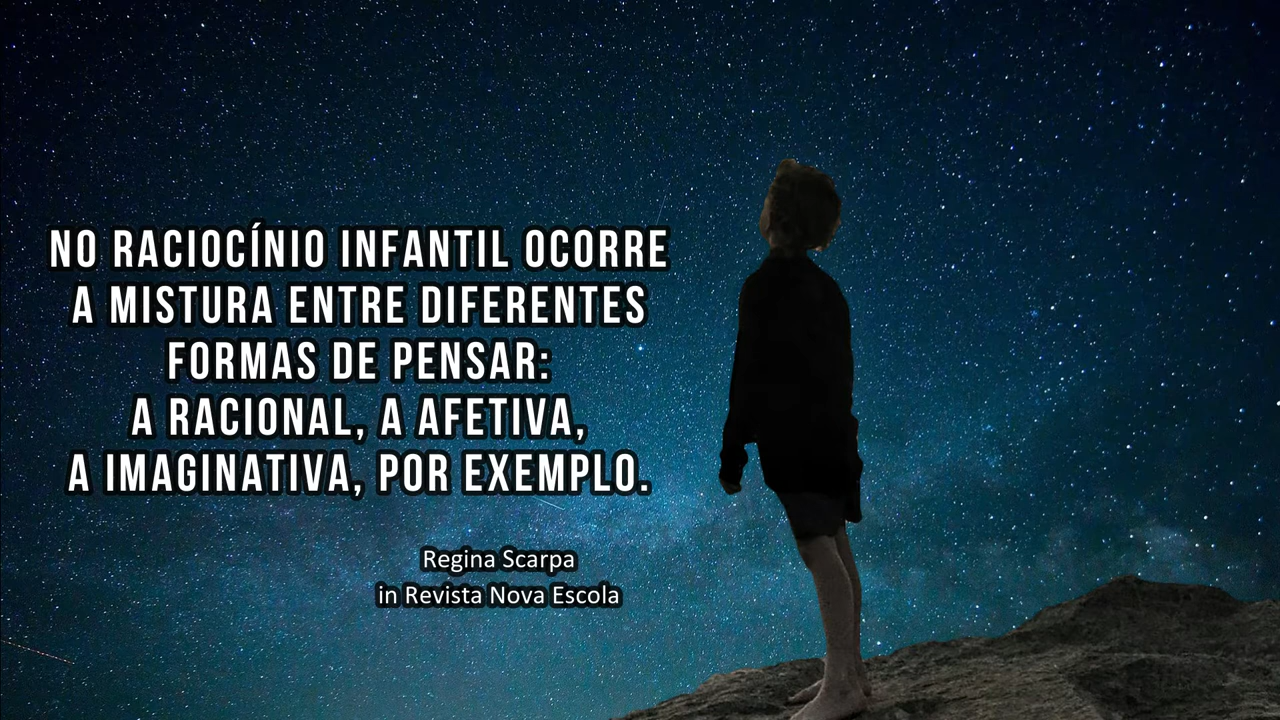 NO RACIOCÍNIO INFANTIL OCORRE
A MISTURA ENTRE DIFERENTES
FORMAS DE PENSAR:
A RACIONAL, A AFETIVA,
A IMAGINATIVA, POR EXEMPLO.
Regina Scarpa
in Revista Nova Escola